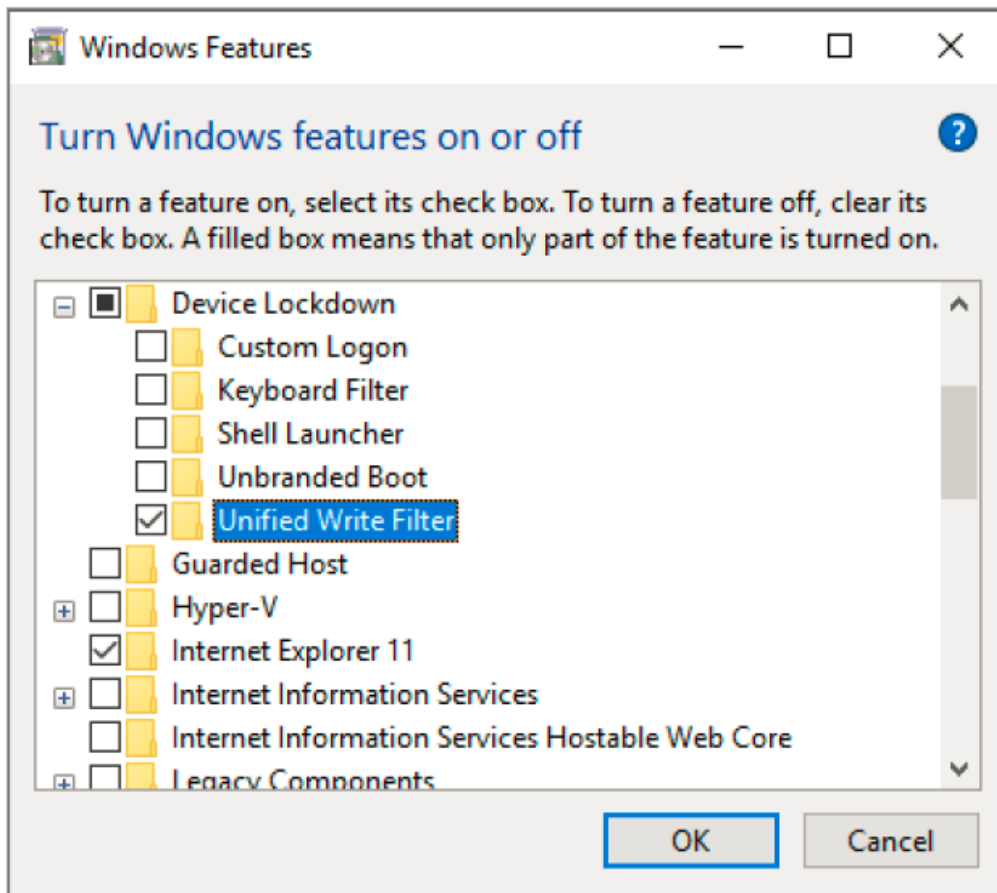 Windows Features
Turn Windows features on or off
?
To turn a feature on, select its check box. To turn a feature off, clear its
check box. A filled box means that only part of the feature is turned on.
Device Lockdown
Custom Logon
Keyboard Filter
Shell Launcher
Unbranded Boot
Unified Write Filter
Guarded Host
Hyper-V
Internet Explorer 11
Internet Information Services
Internet Information Services Hostable Web Core
Legacy Components
OK Cancel